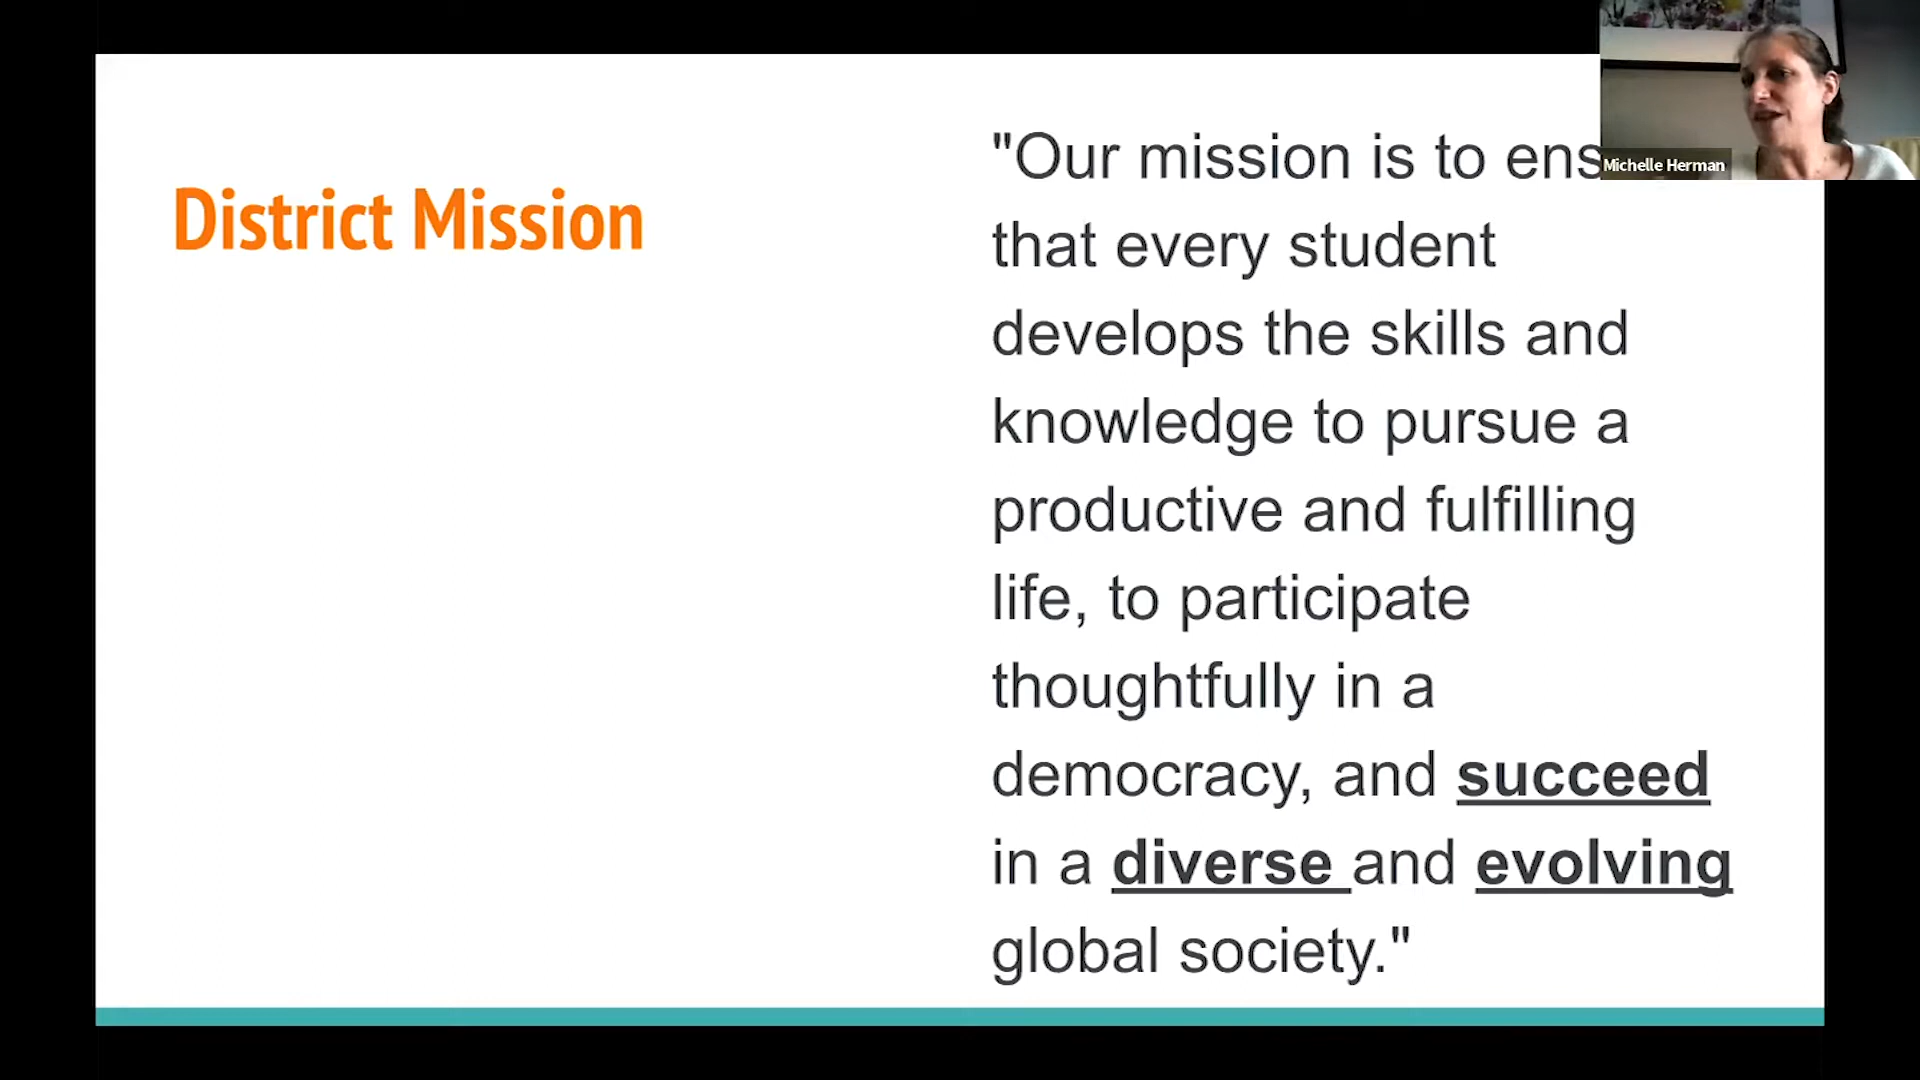 District Mission
"Our mission is to
that every student
develops the skills and
knowledge to pursue a
productive and fulfilling
life, to participate
thoughtfully in a
democracy, and succeed
in a diverse and evolving
global society."
Michelle Herman